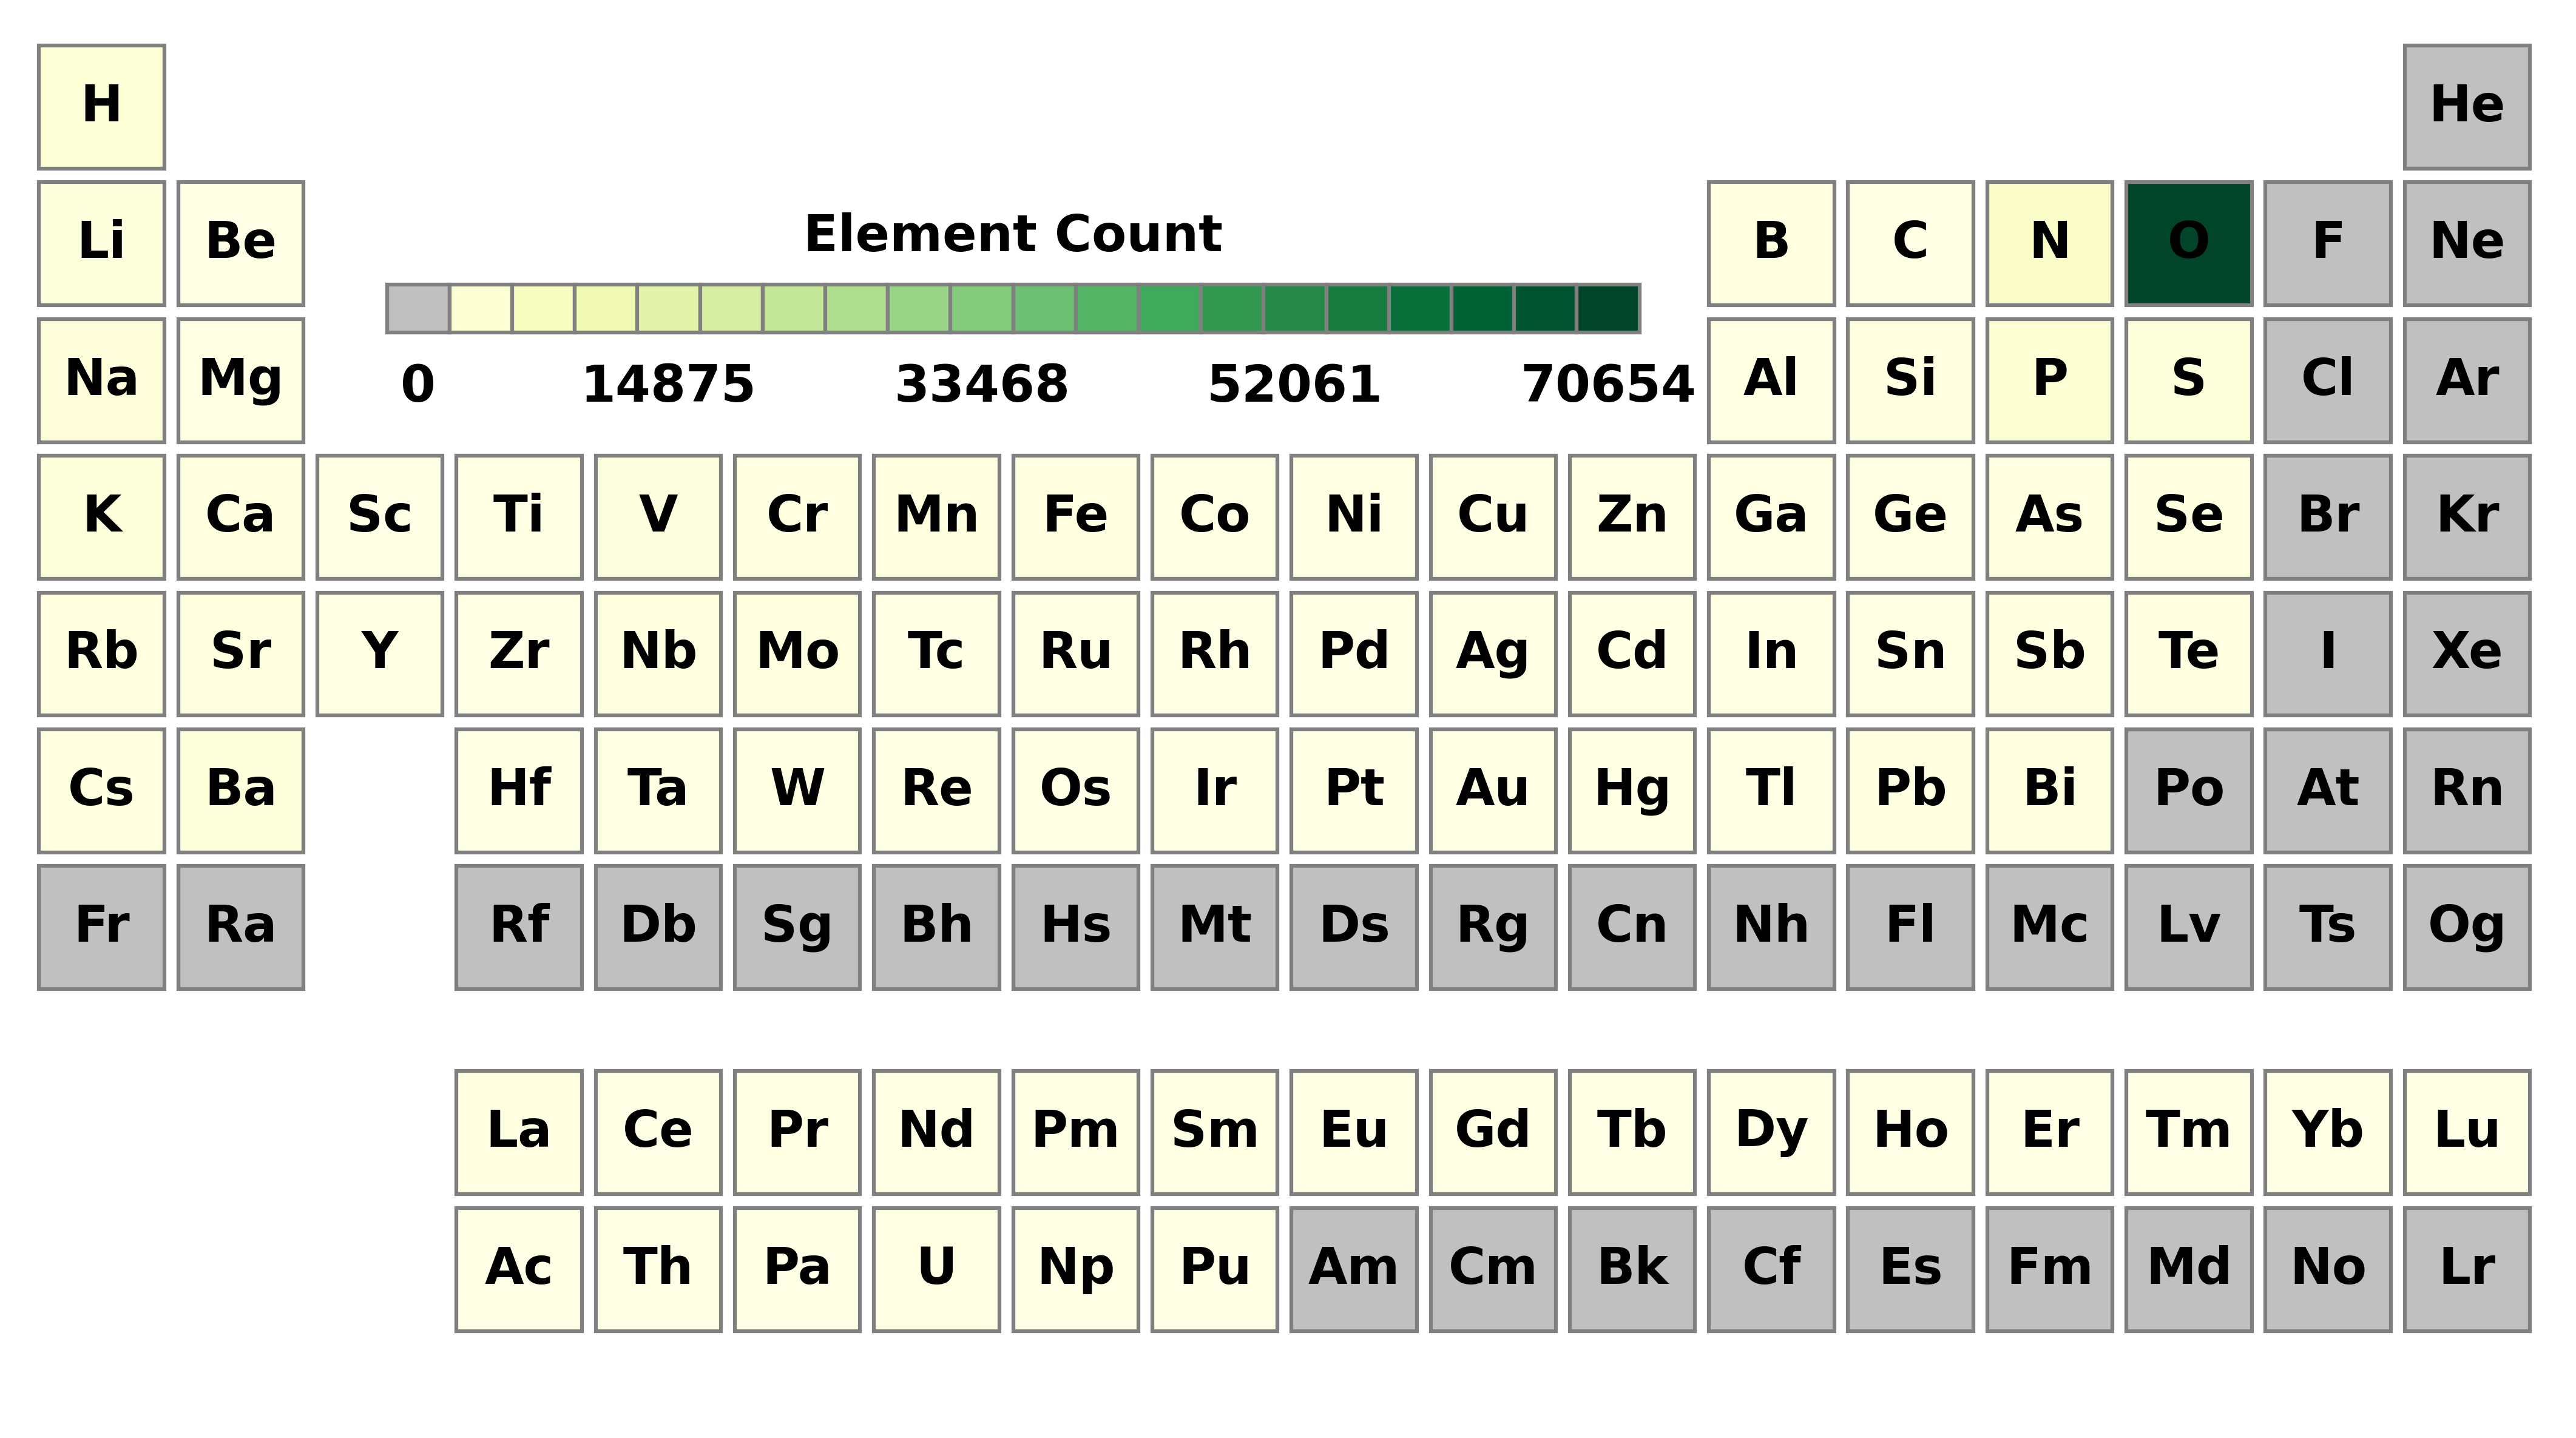 H He
Li Be B C N O F Ne
Element Count
Na Mg Al Si P S Cl Ar
0 14875 33468 52061 70654
K Ca Sc Ti V Cr Mn Fe Co Ni Cu Zn Ga Ge As Se Br Kr
Rb Sr Y Zr Nb Mo Tc Ru Rh Pd Ag Cd In Sn Sb Te I Xe
Cs Ba Hf Ta W Re Os Ir Pt Au Hg Tl Pb Bi Po At Rn
Fr Ra Rf Db Sg Bh Hs Mt Ds Rg Cn Nh Fl Mc Lv Ts Og
La Ce Pr Nd Pm Sm Eu Gd Tb Dy Ho Er Tm Yb Lu
Ac Th Pa U Np Pu Am Cm Bk Cf Es Fm Md No Lr